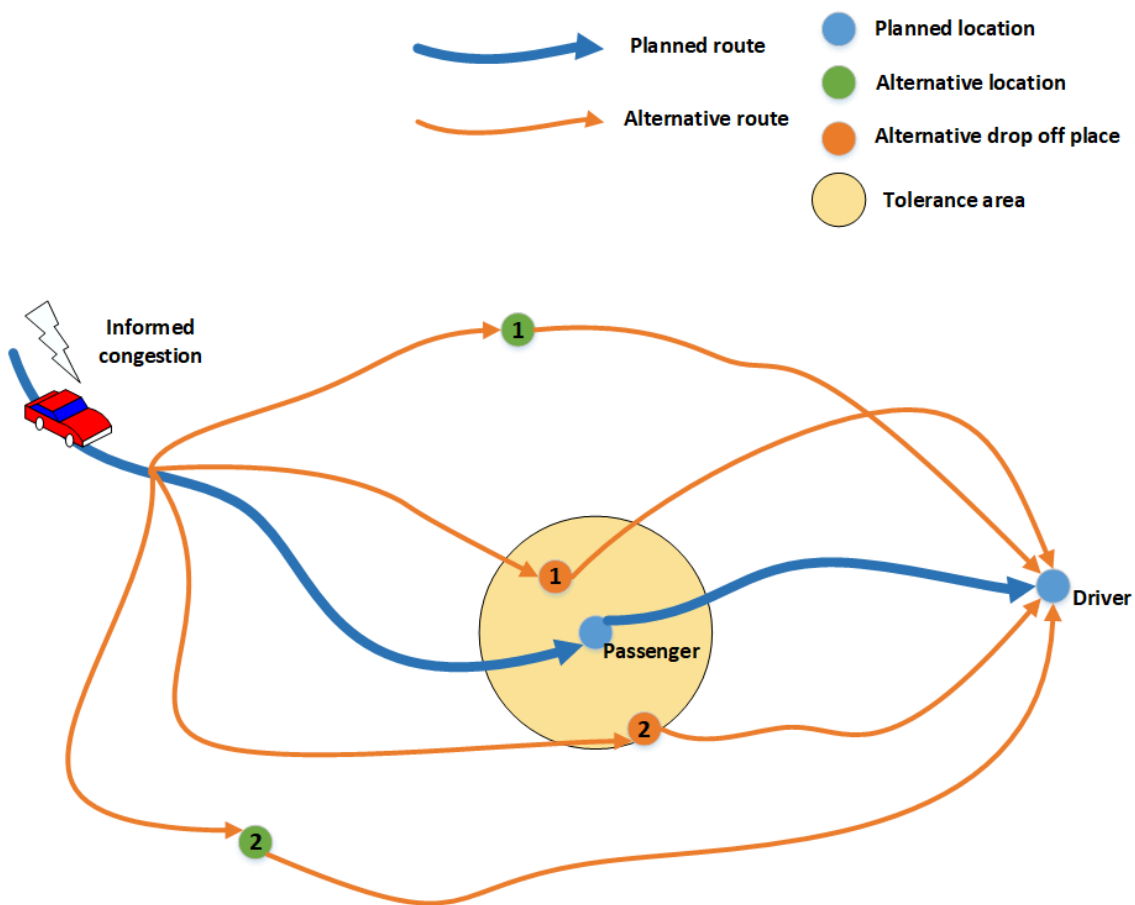 Planned route
Planned location
Alternative location
Alternative route
Alternative drop off place
Tolerance area
Informed
congestion
1
1
Driver
Passenger
2
2